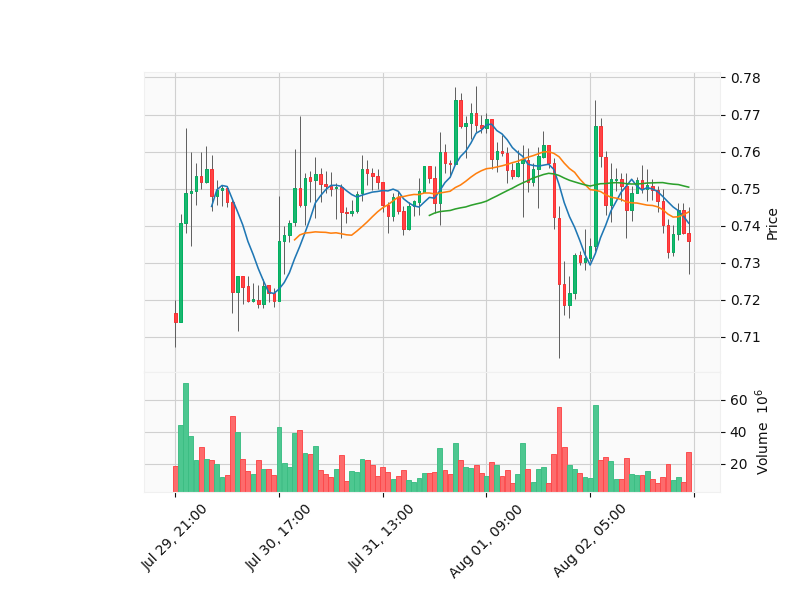 0.78
0.77
0.76
0.75
0.74
0.73
0.72
0.71
Price
60
40
20
Volume 10^6
Jul 29, 21:00
Jul 30, 17:00
Jul 31, 13:00
Aug 01, 09:00
Aug 02, 05:00